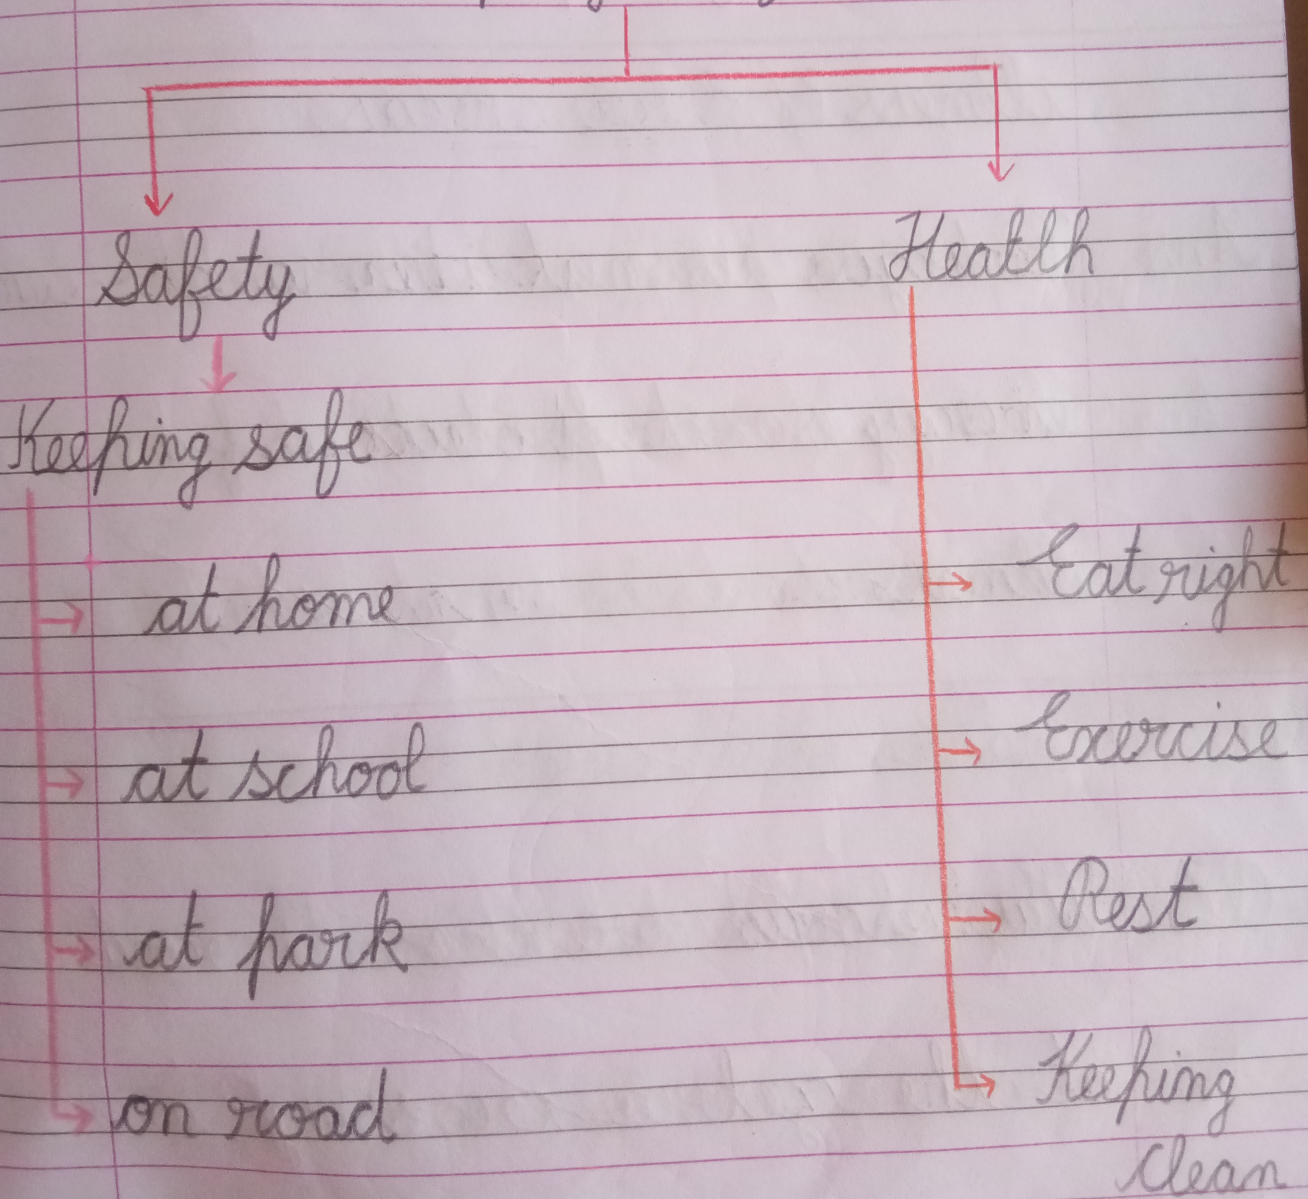 Safety
Health
Keeping safe
at home
Eat right
at school
Exercise
at park
Rest
on road
Keeping
clean